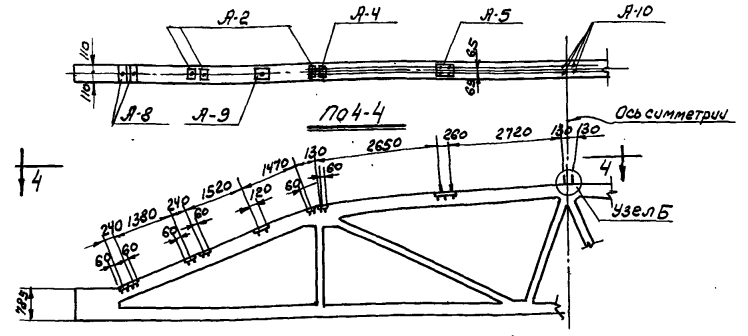 А-2 А-4 А-5 А-10
110 110 65 65
А-8 А-9
По 4-4
Ось симметрии
130 2650 260 2720 130 130
4 4
240 1380 240 1520 1470
60 60 60 60 120 60 60
Узел Б
785